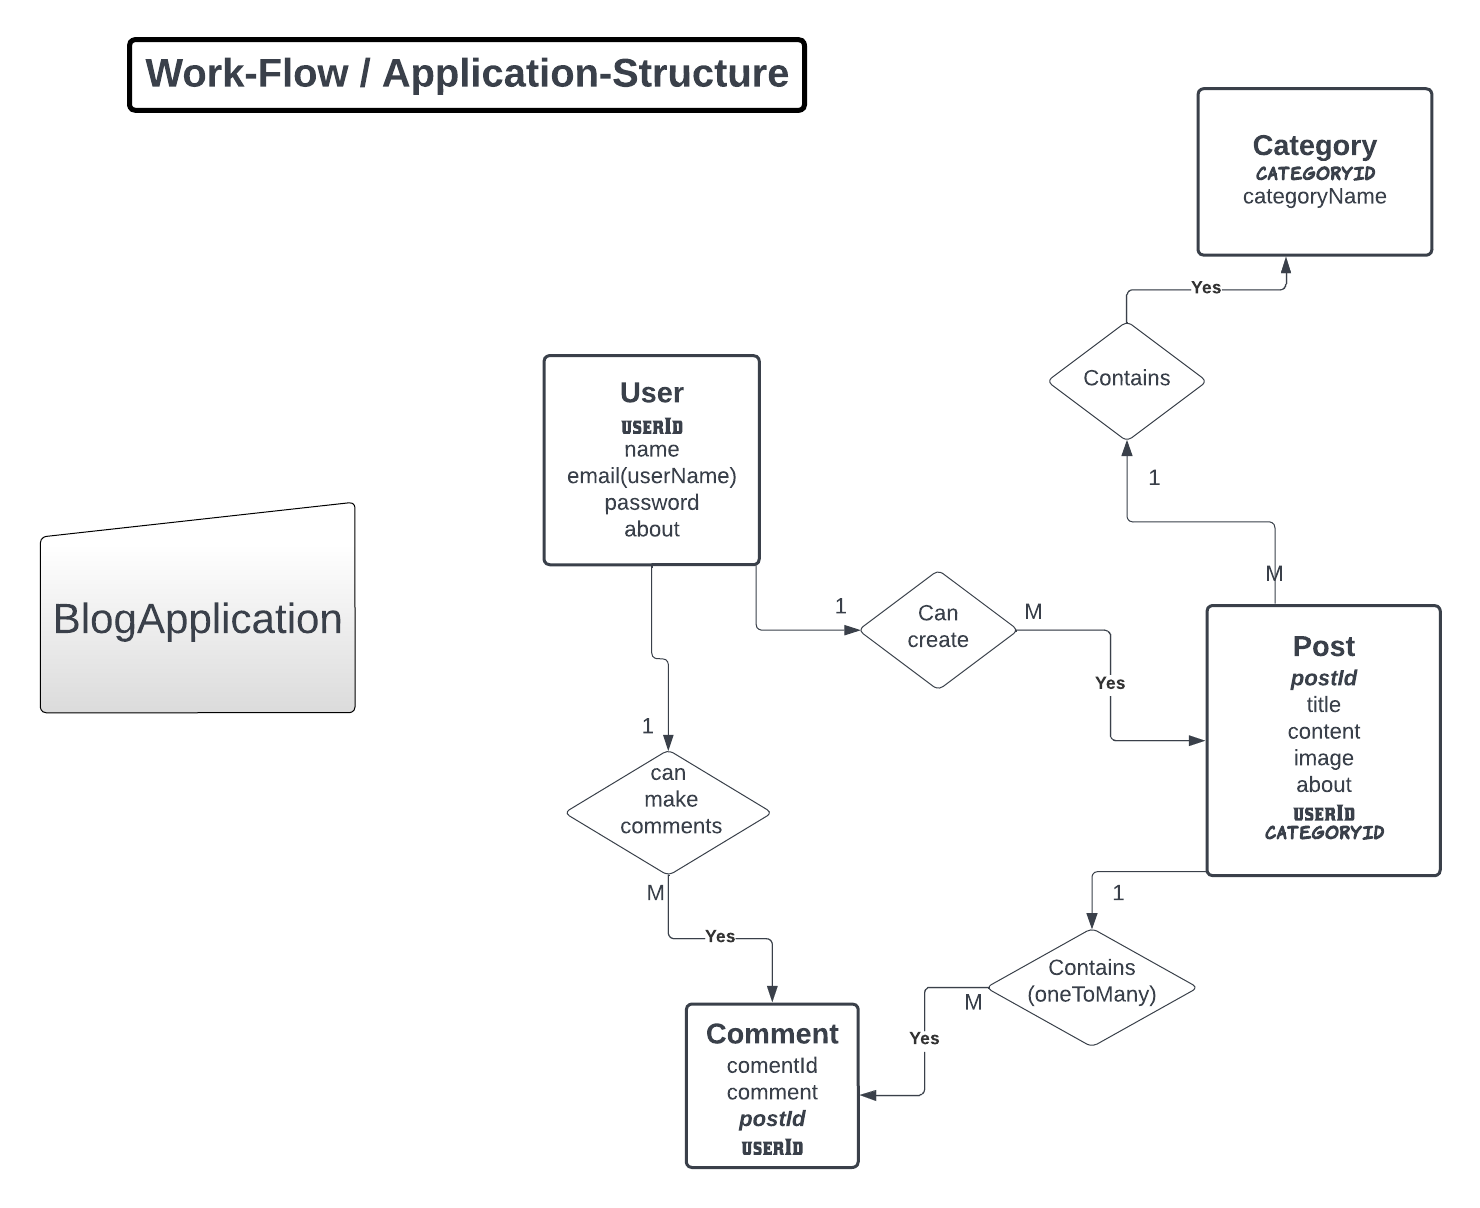 Work-Flow / Application-Structure
Category
CATEGORYID
categoryName
Yes
Contains
1
M
User
USERID
name
email(userName)
password
about
BlogApplication
1
Can
create
M
Yes
Post
postId
title
content
image
about
USERID
CATEGORYID
1
can
make
comments
M
Yes
1
Contains
(oneToMany)
M
Yes
Comment
comentId
comment
postId
USERID